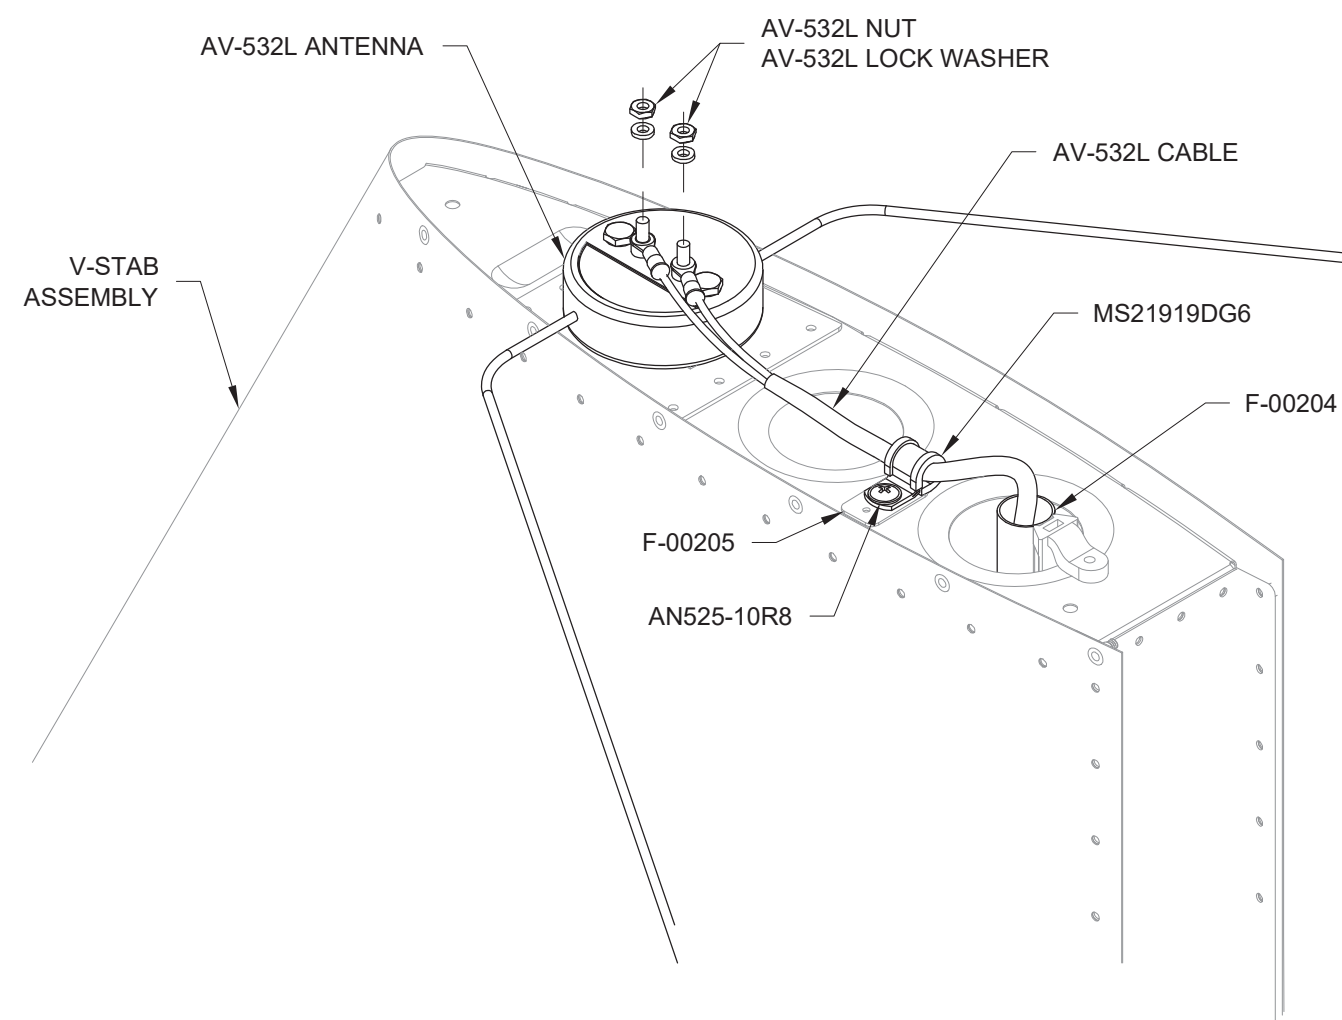 AV-532L NUT
AV-532L LOCK WASHER
AV-532L ANTENNA
AV-532L CABLE
V-STAB
ASSEMBLY
MS21919DG6
F-00204
F-00205
AN525-10R8